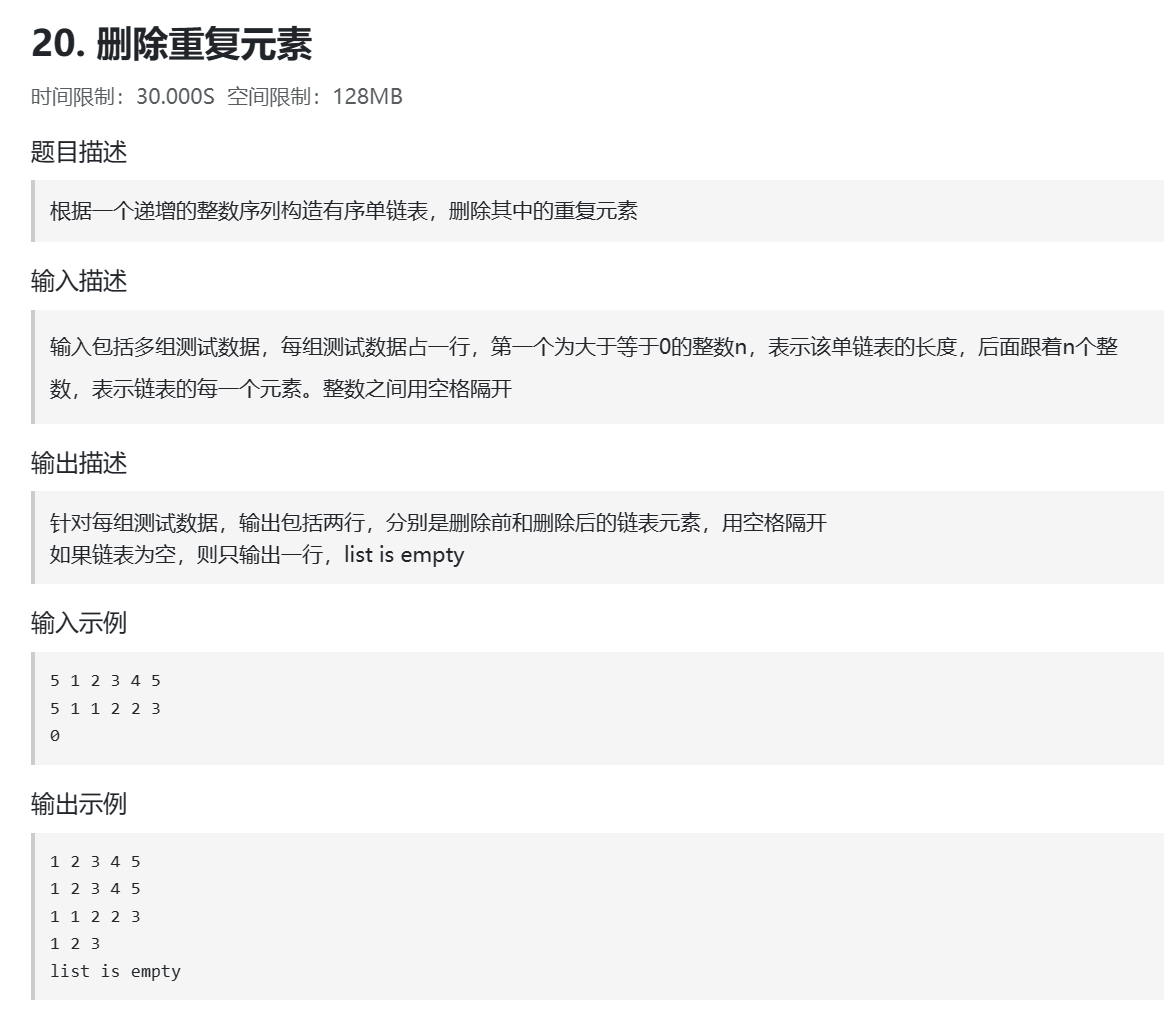 20. 删除重复元素
时间限制：30.000S 空间限制：128MB
题目描述
根据一个递增的整数序列构造有序单链表，删除其中的重复元素
输入描述
输入包括多组测试数据，每组测试数据占一行，第一个为大于等于0的整数n，表示该单链表的长度，后面跟着n个整
数，表示链表的每一个元素。整数之间用空格隔开
输出描述
针对每组测试数据，输出包括两行，分别是删除前和删除后的链表元素，用空格隔开
如果链表为空，则只输出一行，list is empty
输入示例
5 1 2 3 4 5
5 1 1 2 2 3
0
输出示例
1 2 3 4 5
1 2 3 4 5
1 1 2 2 3
1 2 3
list is empty